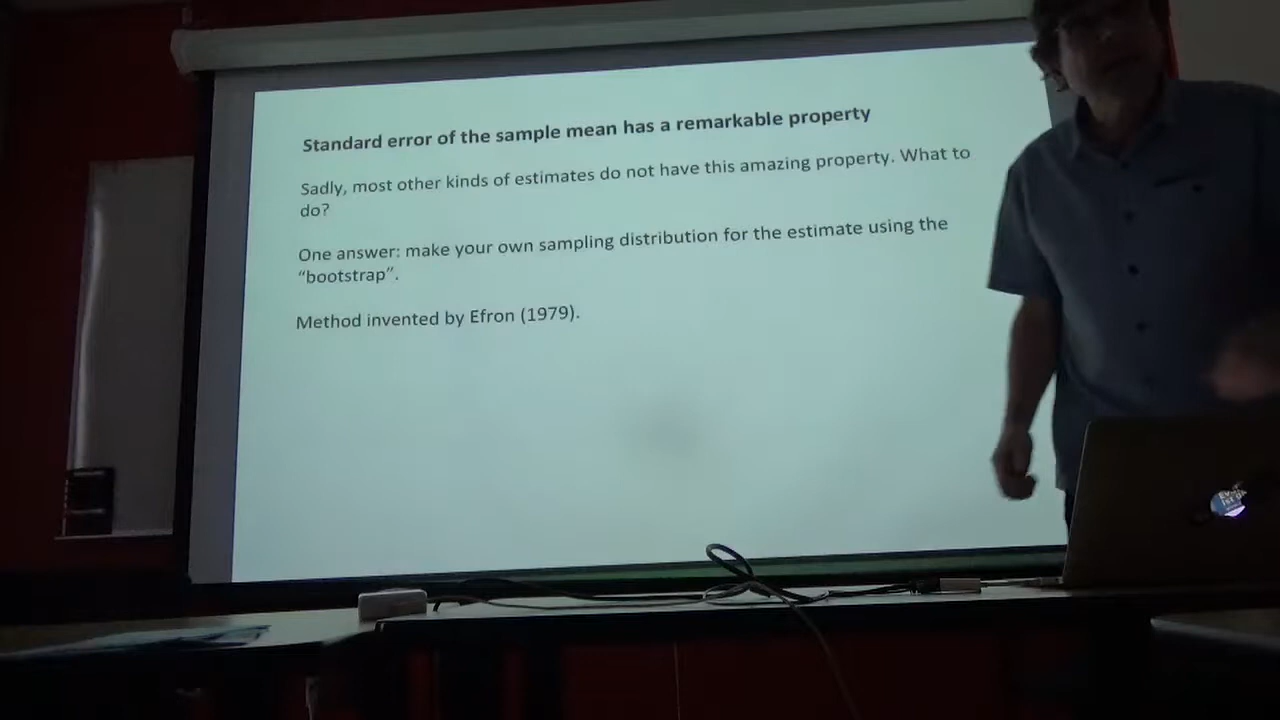 Standard error of the sample mean has a remarkable property
Sadly, most other kinds of estimates do not have this amazing property. What to
do?
One answer: make your own sampling distribution for the estimate using the
“bootstrap”.
Method invented by Efron (1979).